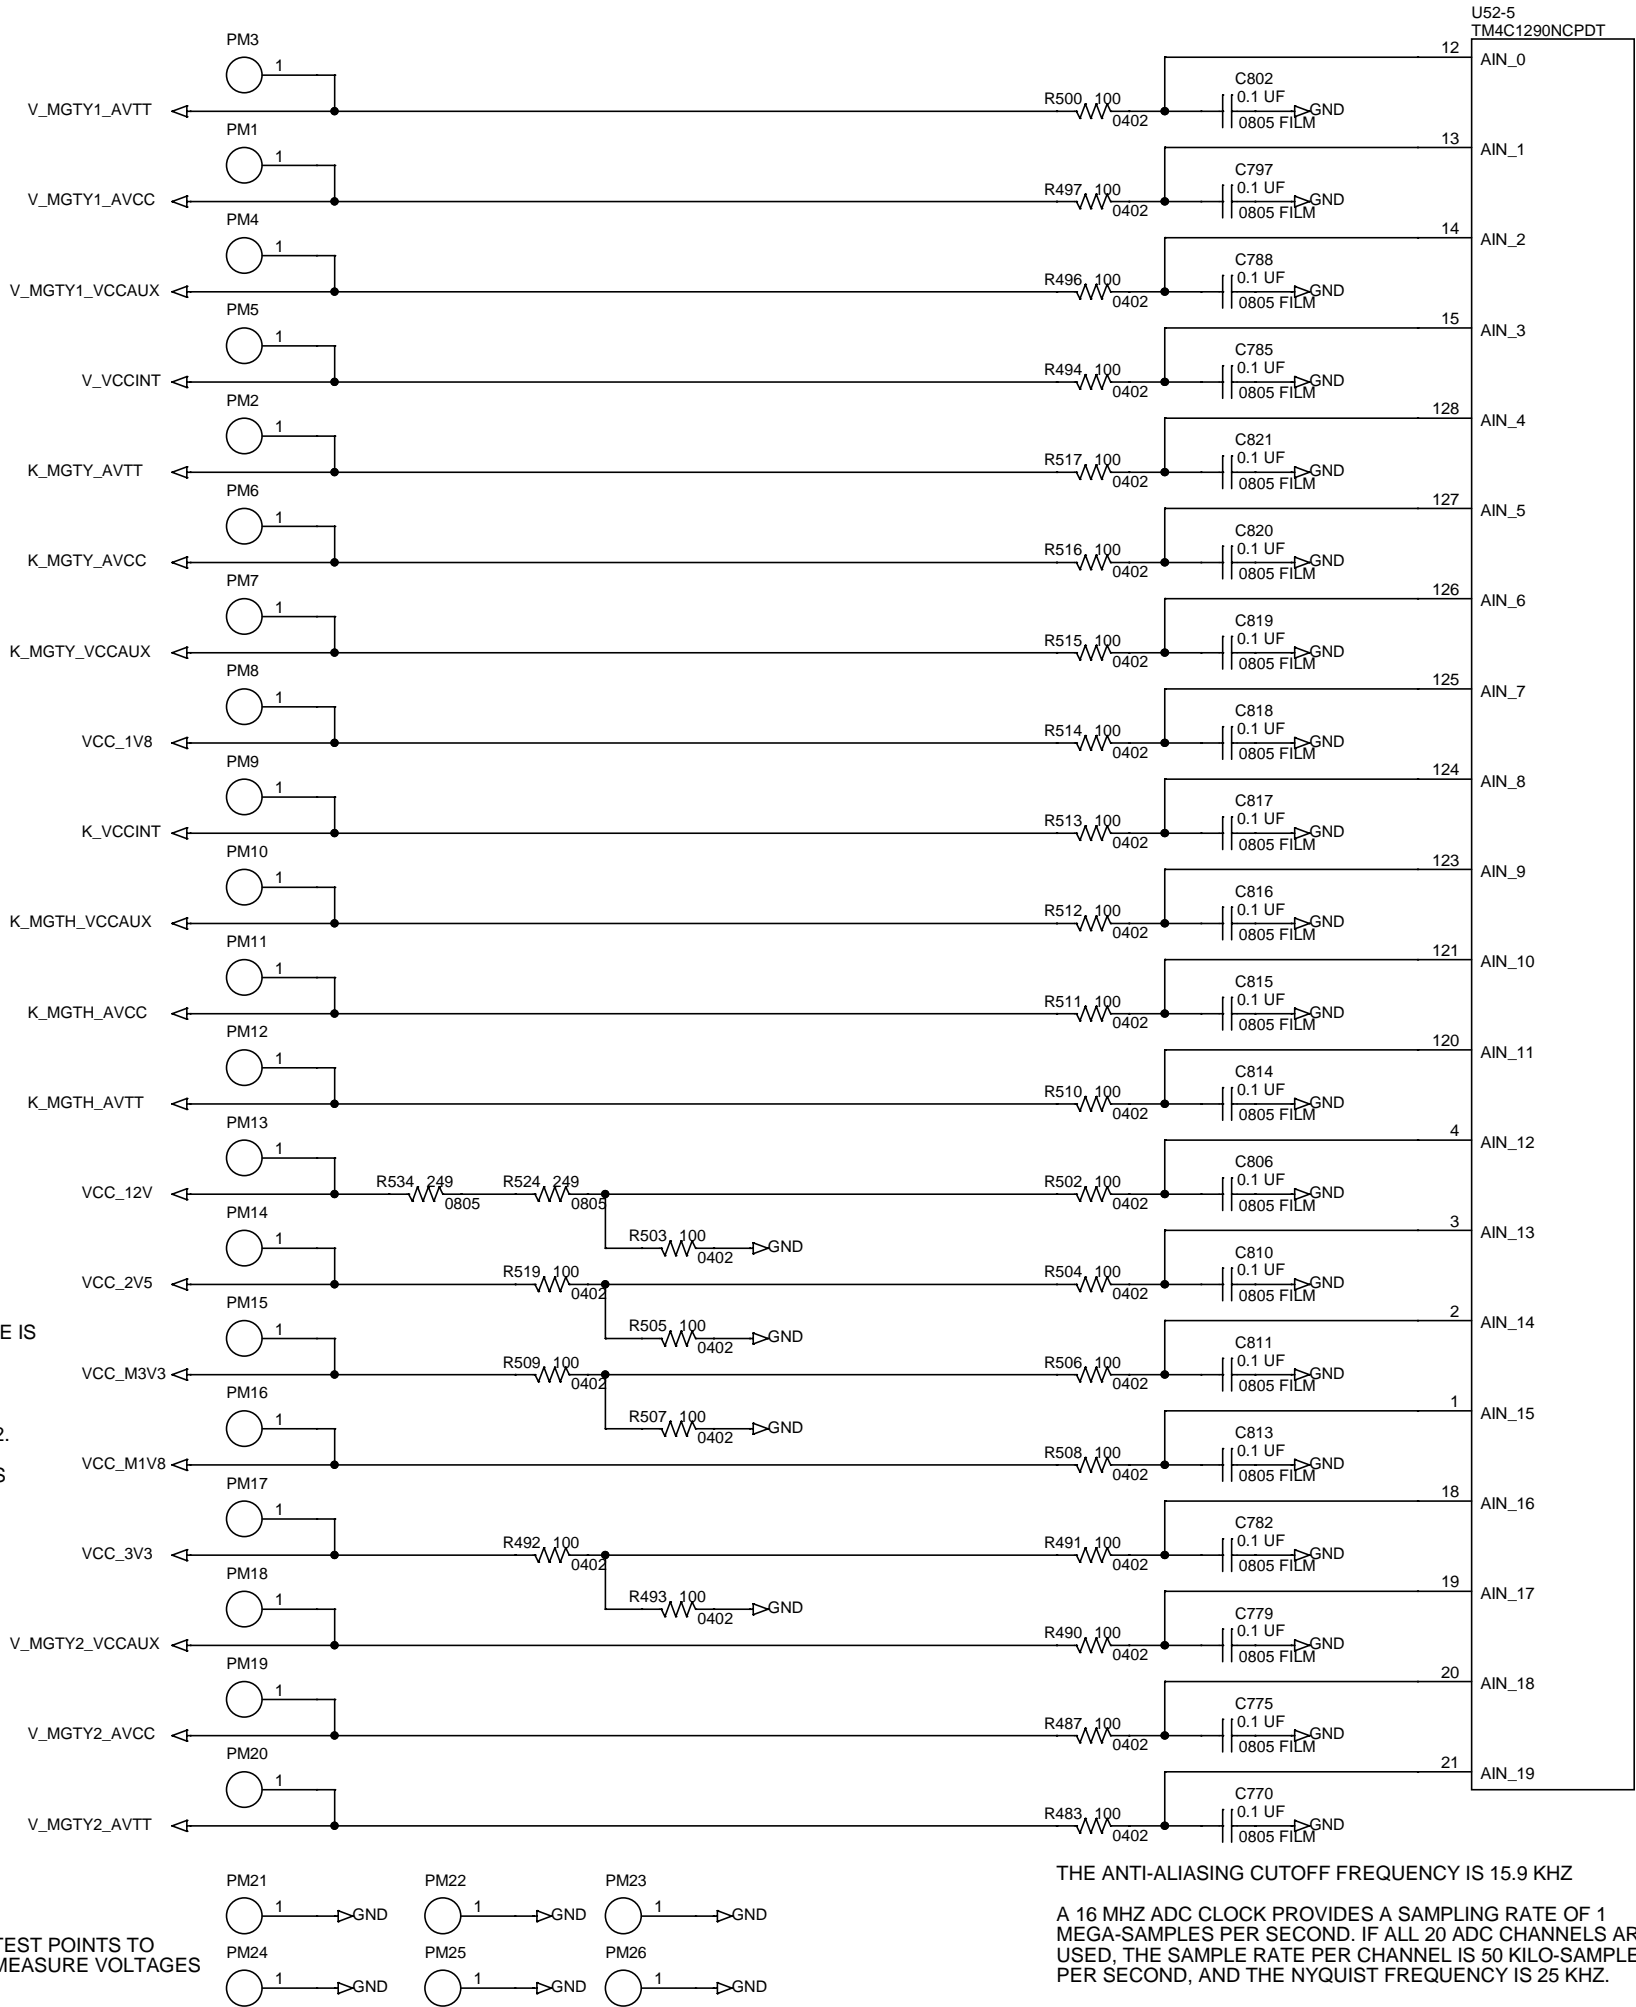 U52-5
TM4C1290NCPDT
PM3
1
12
AIN_0
C802
0.1 UF
V_MGTY1_AVTT
R500 100
0402
GND
0805 FILM
PM1
1
13
AIN_1
C797
0.1 UF
V_MGTY1_AVCC
R497 100
0402
GND
0805 FILM
PM4
1
14
AIN_2
C788
0.1 UF
V_MGTY1_VCCAUX
R496 100
0402
GND
0805 FILM
PM5
1
15
AIN_3
C785
0.1 UF
V_VCCINT
R494 100
0402
GND
0805 FILM
PM2
1
128
AIN_4
C821
0.1 UF
K_MGTY_AVTT
R517 100
0402
GND
0805 FILM
PM6
1
127
AIN_5
C820
0.1 UF
K_MGTY_AVCC
R516 100
0402
GND
0805 FILM
PM7
1
126
AIN_6
C819
0.1 UF
K_MGTY_VCCAUX
R515 100
0402
GND
0805 FILM
PM8
1
125
AIN_7
C818
0.1 UF
VCC_1V8
R514 100
0402
GND
0805 FILM
PM9
1
124
AIN_8
C817
0.1 UF
K_VCCINT
R513 100
0402
GND
0805 FILM
PM10
1
123
AIN_9
C816
0.1 UF
K_MGTH_VCCAUX
R512 100
0402
GND
0805 FILM
PM11
1
121
AIN_10
C815
0.1 UF
K_MGTH_AVCC
R511 100
0402
GND
0805 FILM
PM12
1
120
AIN_11
C814
0.1 UF
K_MGTH_AVTT
R510 100
0402
GND
0805 FILM
PM13
1
4
AIN_12
C806
0.1 UF
VCC_12V
R534 249
0805
R524 249
0805
R502 100
0402
GND
0805 FILM
R503 100
0402
GND
PM14
1
3
AIN_13
C810
0.1 UF
VCC_2V5
R519 100
0402
R504 100
0402
GND
0805 FILM
R505 100
0402
GND
PM15
1
2
AIN_14
C811
0.1 UF
E IS
VCC_M3V3
R509 100
0402
R506 100
0402
GND
0805 FILM
R507 100
0402
GND
PM16
1
1
AIN_15
C813
0.1 UF
2.
VCC_M1V8
R508 100
0402
GND
0805 FILM
S
PM17
1
18
AIN_16
C782
0.1 UF
VCC_3V3
R492 100
0402
R491 100
0402
GND
0805 FILM
R493 100
0402
GND
PM18
1
19
AIN_17
C779
0.1 UF
V_MGTY2_VCCAUX
R490 100
0402
GND
0805 FILM
PM19
1
20
AIN_18
C775
0.1 UF
V_MGTY2_AVCC
R487 100
0402
GND
0805 FILM
PM20
1
21
AIN_19
C770
0.1 UF
V_MGTY2_AVTT
R483 100
0402
GND
0805 FILM
PM21
1
GND
PM22
1
GND
PM23
1
GND
TEST POINTS TO
MEASURE VOLTAGES
PM24
1
GND
PM25
1
GND
PM26
1
GND
THE ANTI-ALIASING CUTOFF FREQUENCY IS 15.9 KHZ
A 16 MHZ ADC CLOCK PROVIDES A SAMPLING RATE OF 1
MEGA-SAMPLES PER SECOND. IF ALL 20 ADC CHANNELS AR
USED, THE SAMPLE RATE PER CHANNEL IS 50 KILO-SAMPLE
PER SECOND, AND THE NYQUIST FREQUENCY IS 25 KHZ.